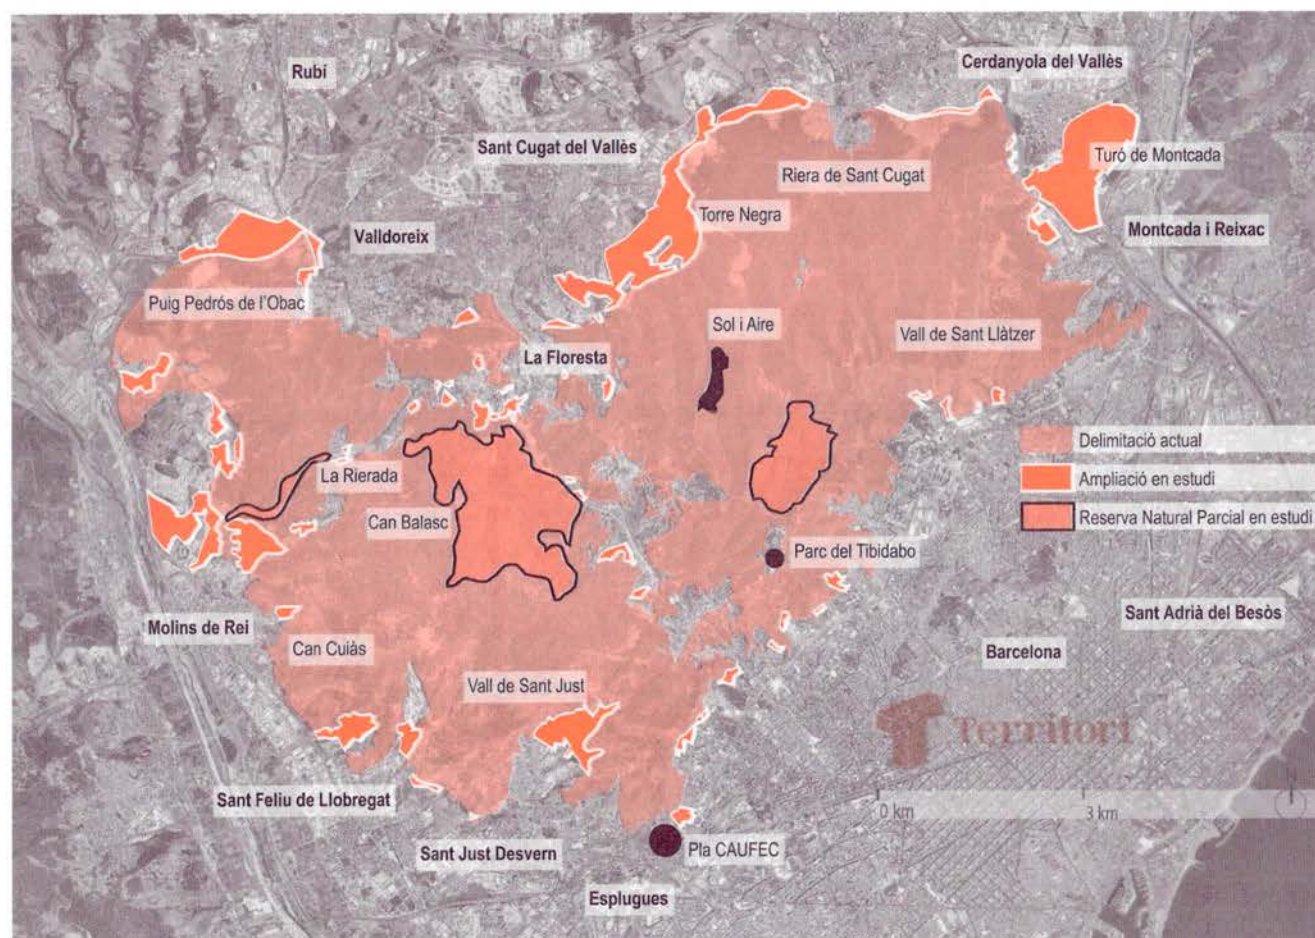 Cerdanyola del Vallès
Rubí
Sant Cugat del Vallès
Turó de Montcada
Riera de Sant Cugat
Torre Negra
Valldoreix
Montcada i Reixac
Puig Pedrós de l'Obac
Sol i Aire
Vall de Sant Llàtzer
La Floresta
Delimitació actual
La Rierada
Ampliació en estudi
Can Balasc
Reserva Natural Parcial en estudi
Parc del Tibidabo
Sant Adrià del Besòs
Molins de Rei
Can Cuiàs
Barcelona
Vall de Sant Just
Territori
N
Sant Feliu de Llobregat
0 km
3 km
Sant Just Desvern
Pla CAUFEC
Esplugues